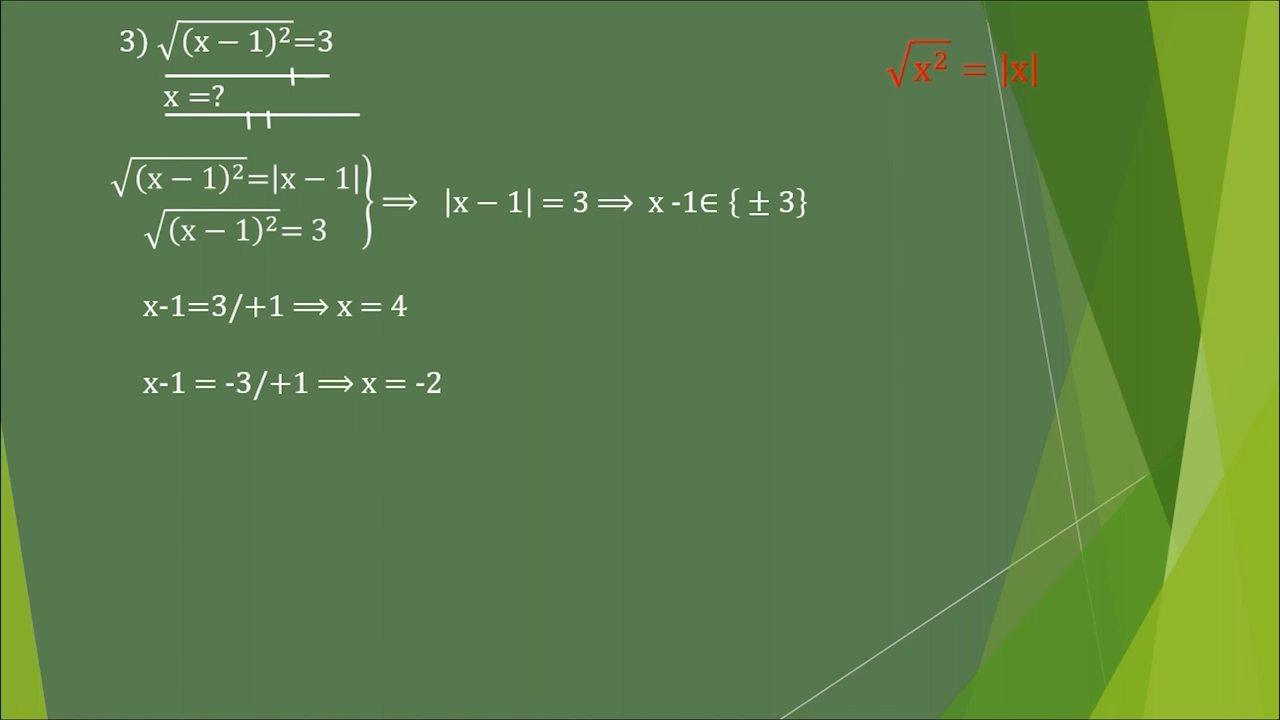 3) √(x − 1)²=3
√x² = |x|
x =?
√(x − 1)²=|x − 1|
√(x − 1)²= 3
} ⟹ |x − 1| = 3 ⟹ x -1∈ { ± 3}
x-1=3/+1 ⟹ x = 4
x-1 = -3/+1 ⟹ x = -2